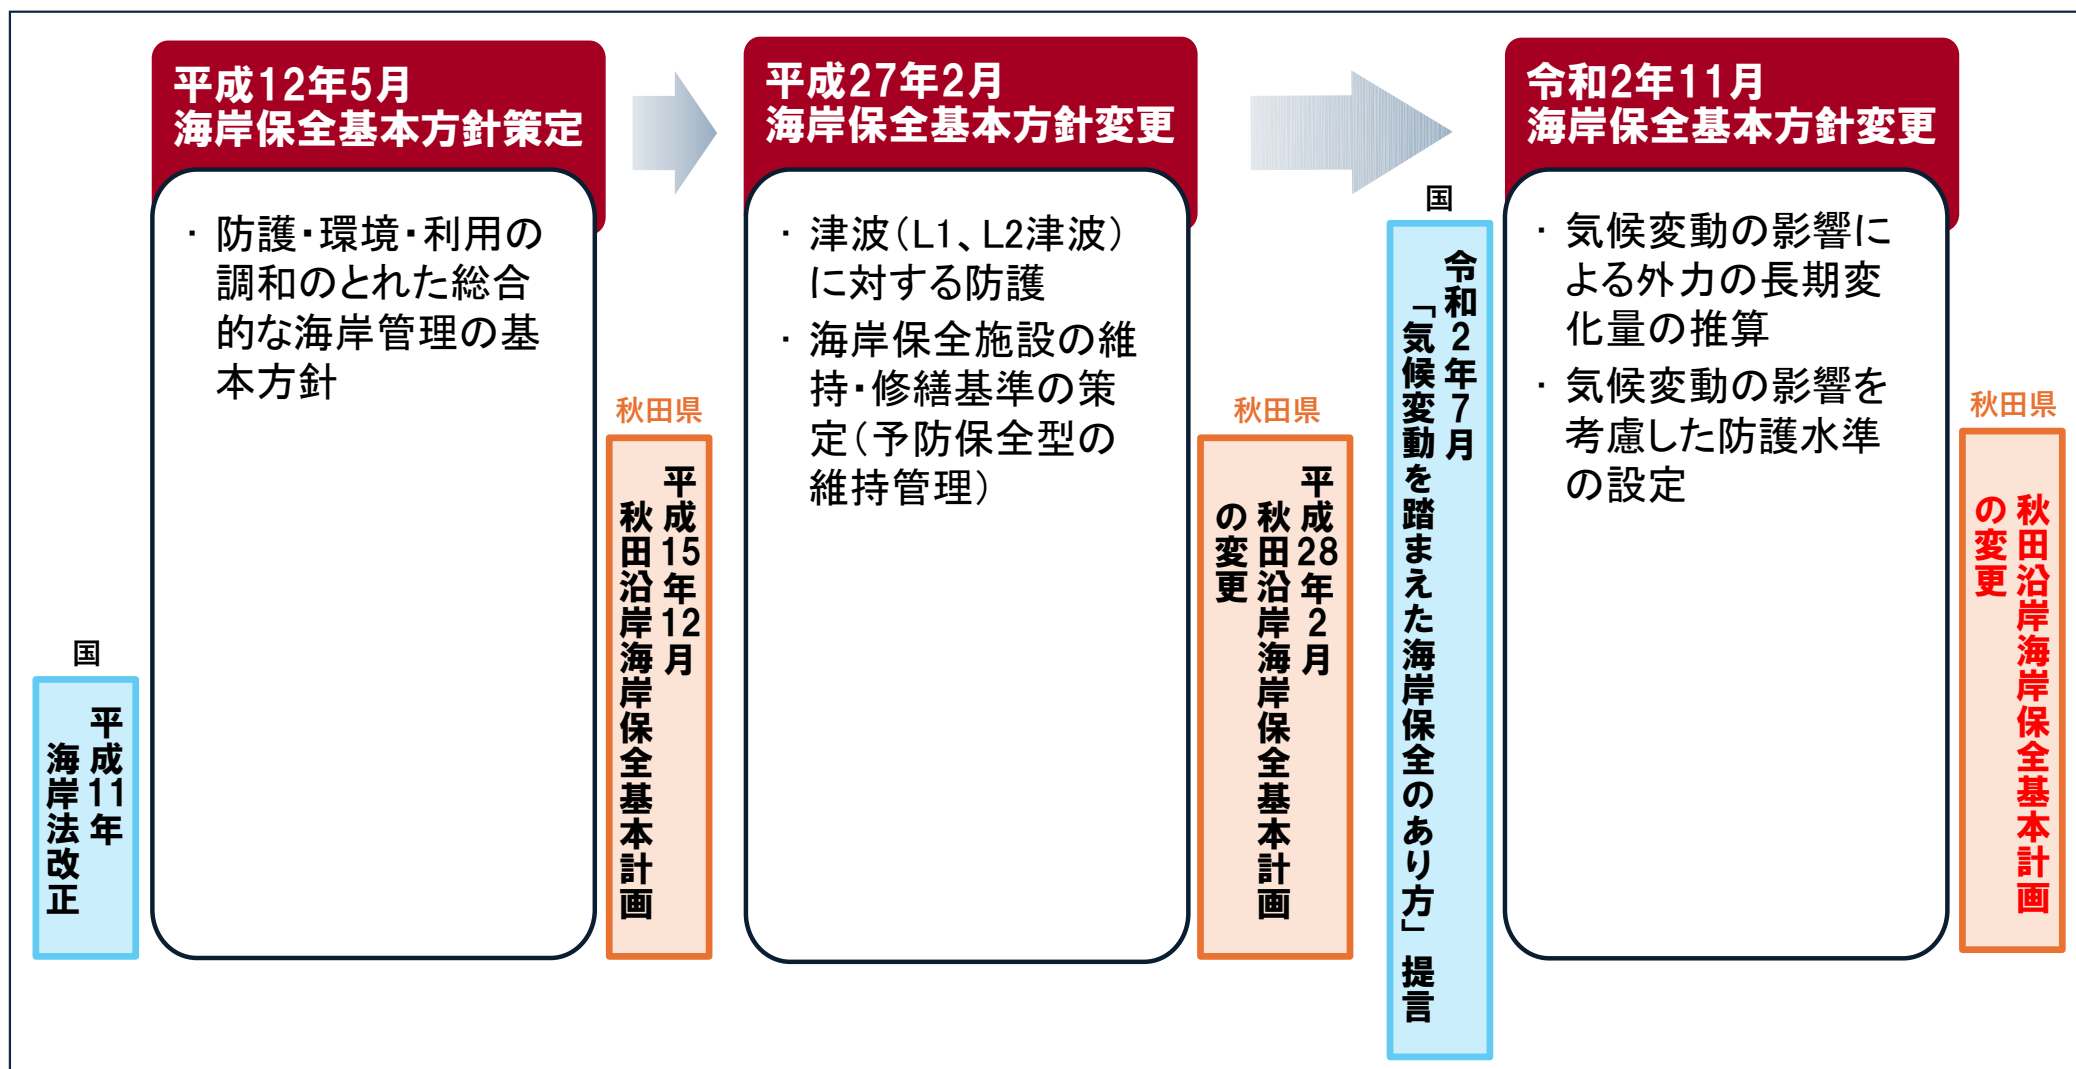 国
平成11年
海岸法改正
平成12年5月
海岸保全基本方針策定
・防護・環境・利用の
調和のとれた総合
的な海岸管理の基
本方針
秋田県
平成15年12月
秋田沿岸海岸保全基本計画
平成27年2月
海岸保全基本方針変更
・津波（L1、L2津波）
に対する防護
・海岸保全施設の維
持・修繕基準の策
定（予防保全型の
維持管理）
秋田県
平成28年2月
秋田沿岸海岸保全基本計画
の変更
国
令和2年7月
「気候変動を踏まえた海岸保全のあり方」提言
令和2年11月
海岸保全基本方針変更
・気候変動の影響に
よる外力の長期変
化量の推算
・気候変動の影響を
考慮した防護水準
の設定
秋田県
秋田沿岸海岸保全基本計画
の変更